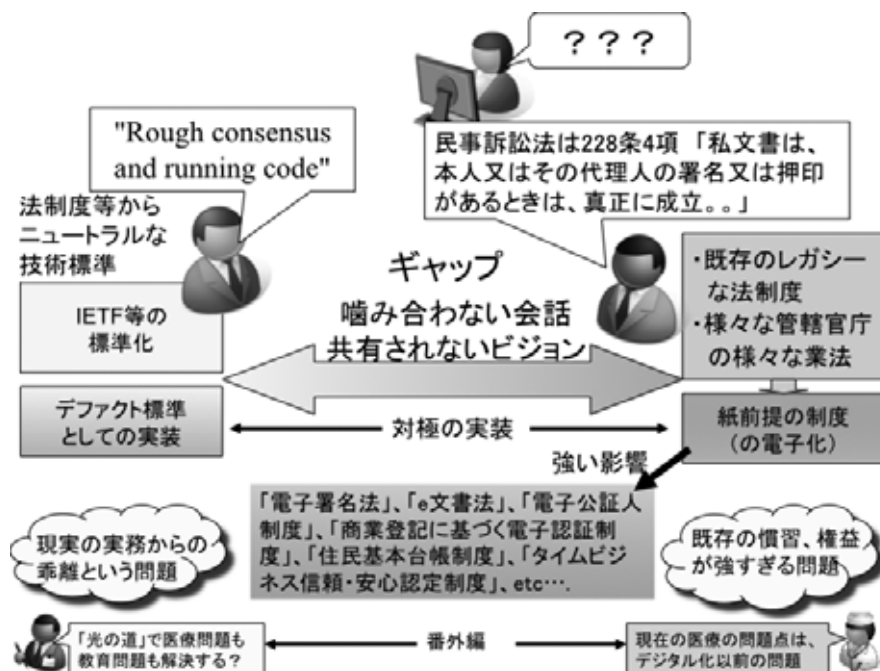 ？？？
"Rough consensus
and running code"
民事訴訟法は228条4項 「私文書は、
本人又はその代理人の署名又は押印
があるときは、真正に成立。。」
法制度等から
ニュートラルな
技術標準
IETF等の
標準化
ギャップ
噛み合わない会話
共有されないビジョン
・既存のレガシー
な法制度
・様々な管轄官庁
の様々な業法
デファクト標準
としての実装
対極の実装
紙前提の制度
（の電子化）
強い影響
「電子署名法」、「e文書法」、「電子公証人
制度」、「商業登記に基づく電子認証制
度」、「住民基本台帳制度」、「タイムビジ
ネス信頼・安心認定制度」、etc….
現実の実務からの
乖離という問題
既存の慣習、権益
が強すぎる問題
「光の道」で医療問題も
教育問題も解決する？
番外編
現在の医療の問題点は、
デジタル化以前の問題